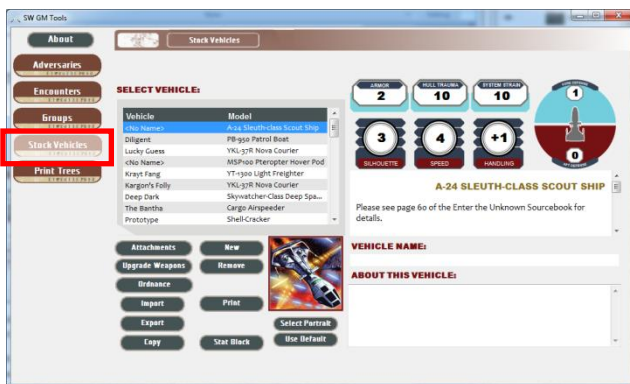 SW GM Tools
About
Stock Vehicles
Adversaries
Encounters
Groups
Stock Vehicles
Print Trees
SELECT VEHICLE:
Vehicle Model
<No Name> A-24 Sleuth-class Scout Ship
Diligent PB-950 Patrol Boat
Lucky Guess YKL-37R Nova Courier
<No Name> MSP100 Pteropter Hover Pod
Krayt Fang YT-1300 Light Freighter
Kargon's Folly YKL-37R Nova Courier
Deep Dark Skywatcher-Class Deep Spa...
The Bantha Cargo Airspeeder
Prototype Shell-Cracker
Attachments New
Upgrade Weapons Remove
Ordnance
Import Print
Export Select Portrait
Copy Stat Block Use Default
ARMOR HULL TRAUMA SYSTEM STRAIN
2 10 10
1
3 4 +1
0
SILHOUETTE SPEED HANDLING
A-24 SLEUTH-CLASS SCOUT SHIP
Please see page 60 of the Enter the Unknown Sourcebook for
details.
VEHICLE NAME:
ABOUT THIS VEHICLE: